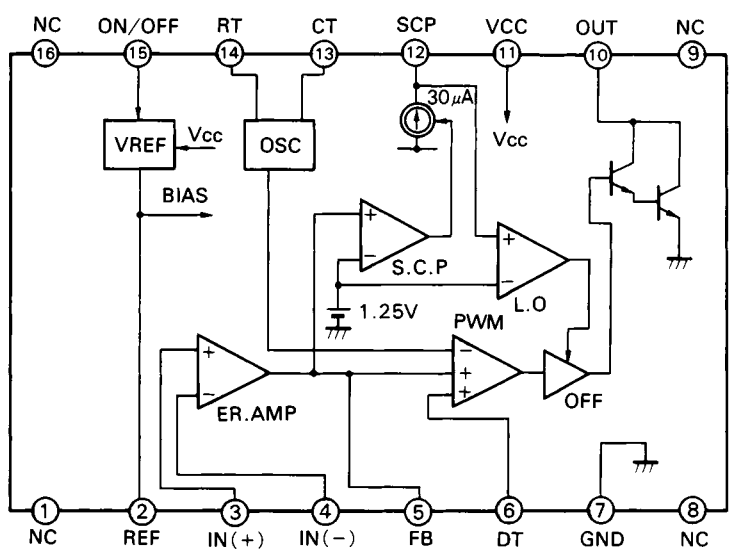 NC ON/OFF RT CT SCP VCC OUT NC
16 15 14 13 12 11 10 9
30μA
VREF Vcc OSC Vcc
BIAS
+
− S.C.P
+
− L.O
1.25V
PWM
−
+
+
+
− ER.AMP
OFF
1 2 3 4 5 6 7 8
NC REF IN(+) IN(−) FB DT GND NC